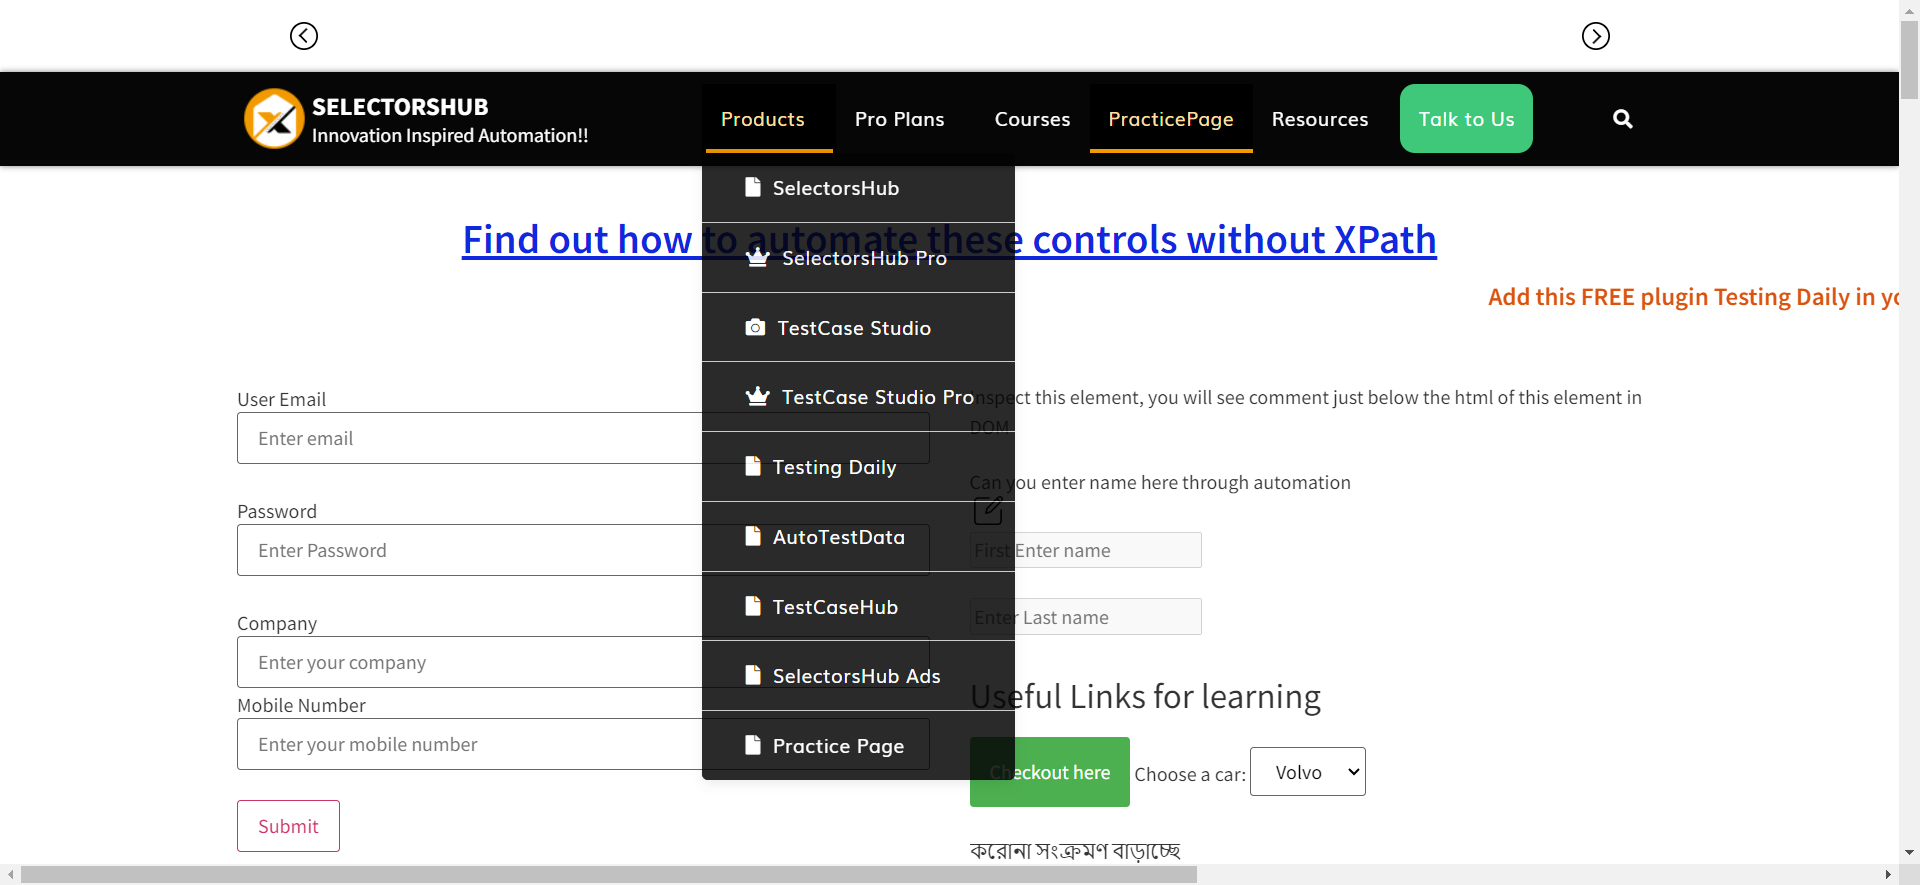 SELECTORSHUB
Innovation Inspired Automation!!
Products
Pro Plans
Courses
PracticePage
Resources
Talk to Us
SelectorsHub
SelectorsHub Pro
TestCase Studio
TestCase Studio Pro
Testing Daily
AutoTestData
TestCaseHub
SelectorsHub Ads
Practice Page
Find out how to automate these controls without XPath
Add this FREE plugin Testing Daily in yo
User Email
Enter email
Password
Enter Password
Company
Enter your company
Mobile Number
Enter your mobile number
Submit
Inspect this element, you will see comment just below the html of this element in
DOM
Can you enter name here through automation
First Enter name
Enter Last name
Useful Links for learning
Checkout here
Choose a car:
Volvo
করোনা সংক্রমণ বাড়াচ্ছে